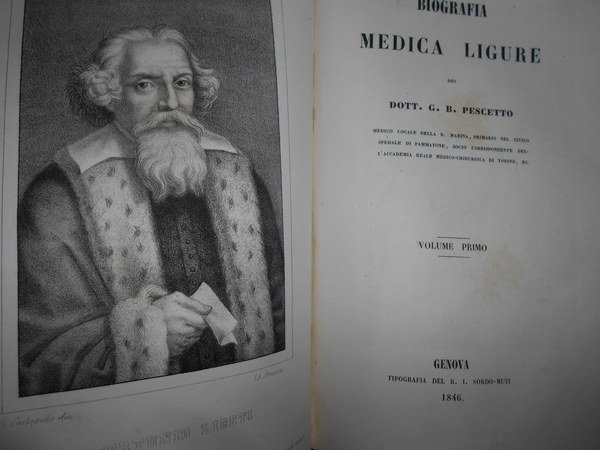 BIOGRAFIA
MEDICA LIGURE
DEL
DOTT. G. B. PESCETTO
MEDICO LOCALE DELLA R. MARINA, PRIMARIO NEL CIVICO
SPEDALE DI PAMMATONE, SOCIO CORRISPONDENTE DEL-
L'ACCADEMIA REALE MEDICO-CHIRURGICA DI TORINO, EC.
VOLUME PRIMO
GENOVA
TIPOGRAFIA DEL R. I. SORDO-MUTI
1846.
LICETI